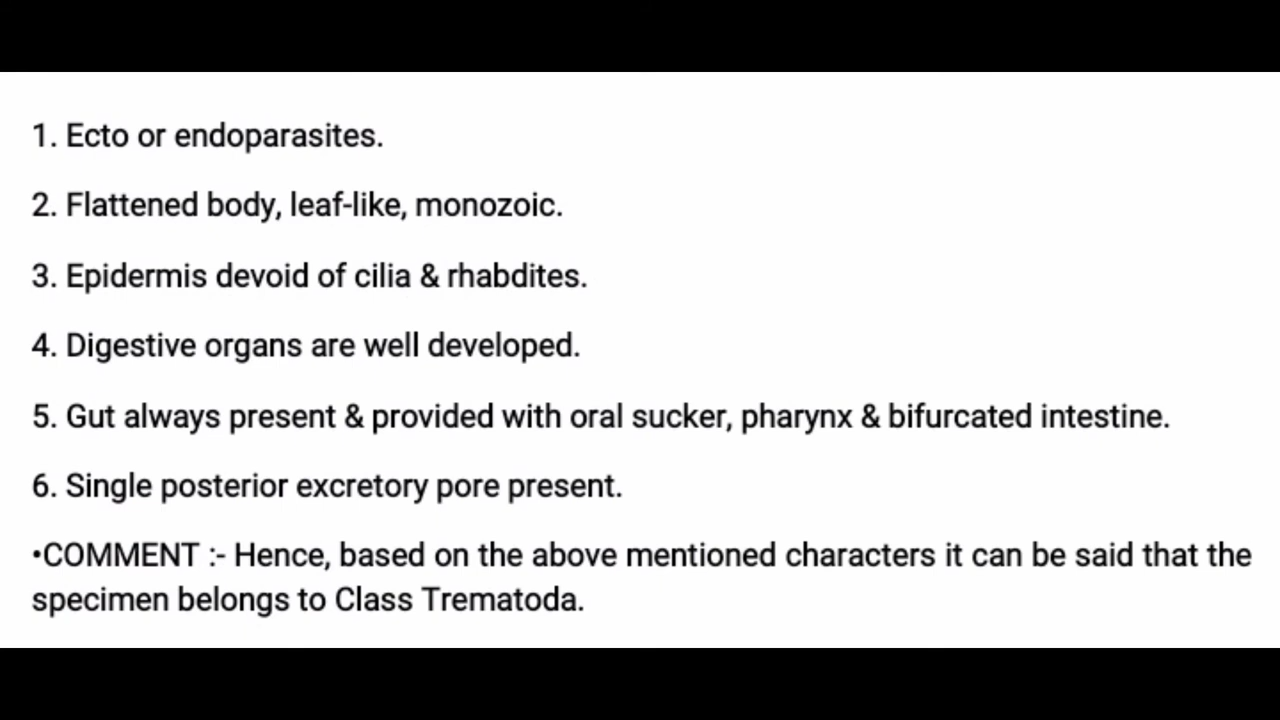 1. Ecto or endoparasites.
2. Flattened body, leaf-like, monozoic.
3. Epidermis devoid of cilia & rhabdites.
4. Digestive organs are well developed.
5. Gut always present & provided with oral sucker, pharynx & bifurcated intestine.
6. Single posterior excretory pore present.
•COMMENT :- Hence, based on the above mentioned characters it can be said that the
specimen belongs to Class Trematoda.